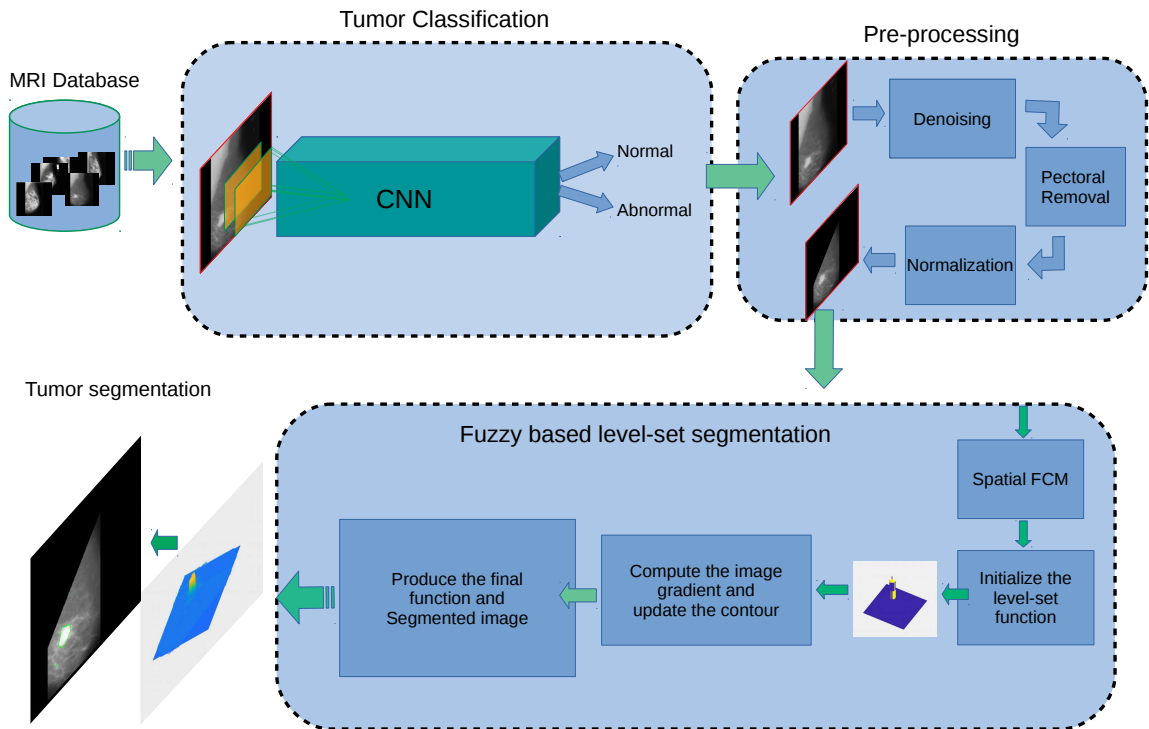 Tumor Classification
Pre-processing
MRI Database
CNN
Normal
Abnormal
Denoising
Pectoral
Removal
Normalization
Tumor segmentation
Fuzzy based level-set segmentation
Spatial FCM
Initialize the
level-set
function
Compute the image
gradient and
update the contour
Produce the final
function and
Segmented image